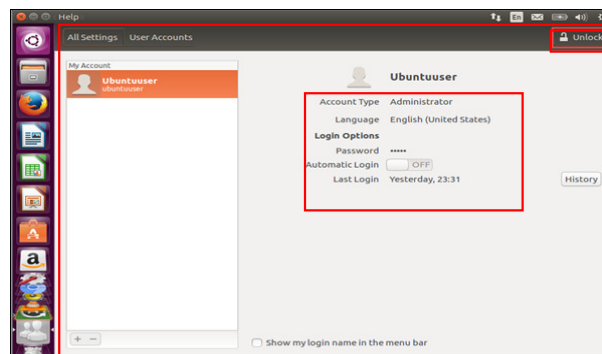 Help
En
All Settings User Accounts
Unlock
My Account
Ubuntuuser
ubuntuuser
Ubuntuuser
Account Type Administrator
Language English (United States)
Login Options
Password •••••
Automatic Login OFF
Last Login Yesterday, 23:31
History
+ −
Show my login name in the menu bar
A
a